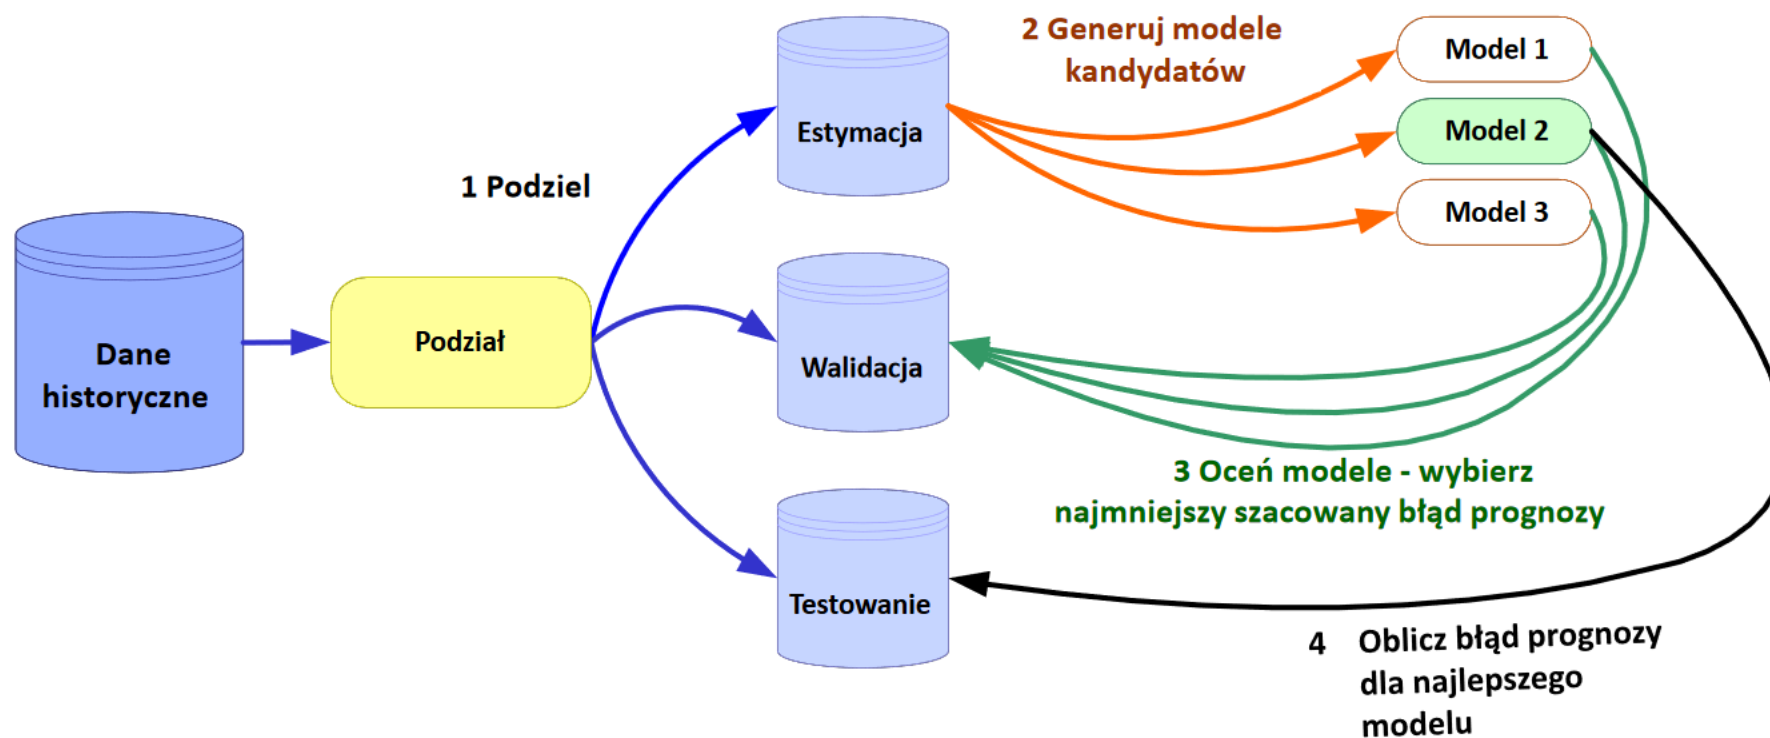 2 Generuj modele
kandydatów
Model 1
Estymacja
Model 2
1 Podziel
Model 3
Dane
historyczne
Podział
Walidacja
3 Oceń modele - wybierz
najmniejszy szacowany błąd prognozy
Testowanie
4 Oblicz błąd prognozy
dla najlepszego
modelu